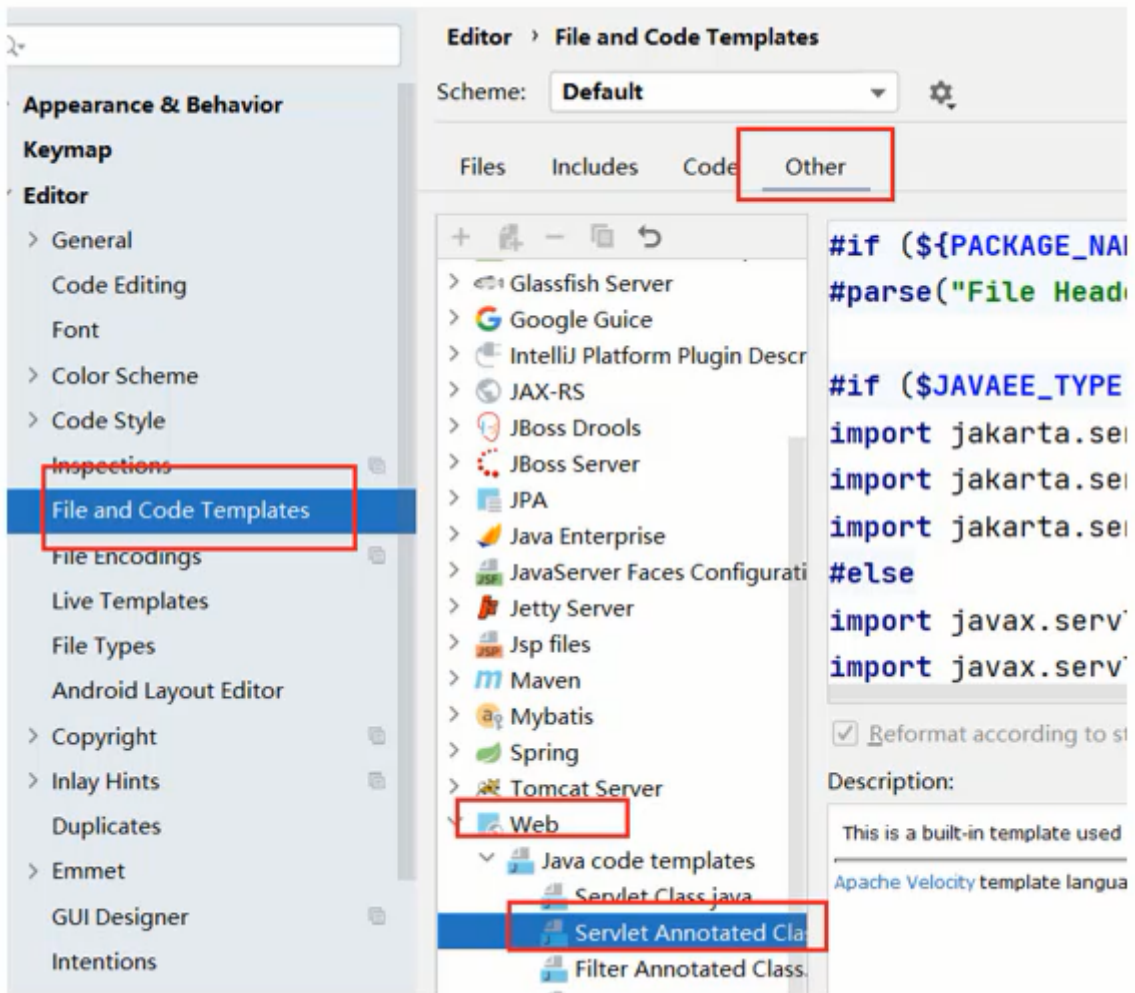 Appearance & Behavior
Keymap
Editor
General
Code Editing
Font
Color Scheme
Code Style
Inspections
File and Code Templates
File Encodings
Live Templates
File Types
Android Layout Editor
Copyright
Inlay Hints
Duplicates
Emmet
GUI Designer
Intentions
Editor › File and Code Templates
Scheme: Default
Files Includes Code Other
Glassfish Server
Google Guice
IntelliJ Platform Plugin Descr
JAX-RS
JBoss Drools
JBoss Server
JPA
Java Enterprise
JavaServer Faces Configurati
Jetty Server
Jsp files
Maven
Mybatis
Spring
Tomcat Server
Web
Java code templates
Servlet Class.java
Servlet Annotated Cla
Filter Annotated Class.
#if (${PACKAGE_NAM
#parse("File Heade
#if ($JAVAEE_TYPE
import jakarta.ser
import jakarta.ser
import jakarta.ser
#else
import javax.serv
import javax.serv
Reformat according to st
Description:
This is a built-in template used
Apache Velocity template langua